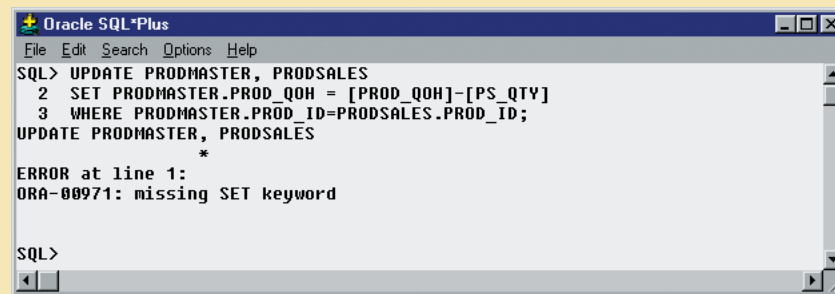 Oracle SQL*Plus
File Edit Search Options Help
SQL> UPDATE PRODMASTER, PRODSALES
2 SET PRODMASTER.PROD_QOH = [PROD_QOH]-[PS_QTY]
3 WHERE PRODMASTER.PROD_ID=PRODSALES.PROD_ID;
UPDATE PRODMASTER, PRODSALES
*
ERROR at line 1:
ORA-00971: missing SET keyword
SQL>